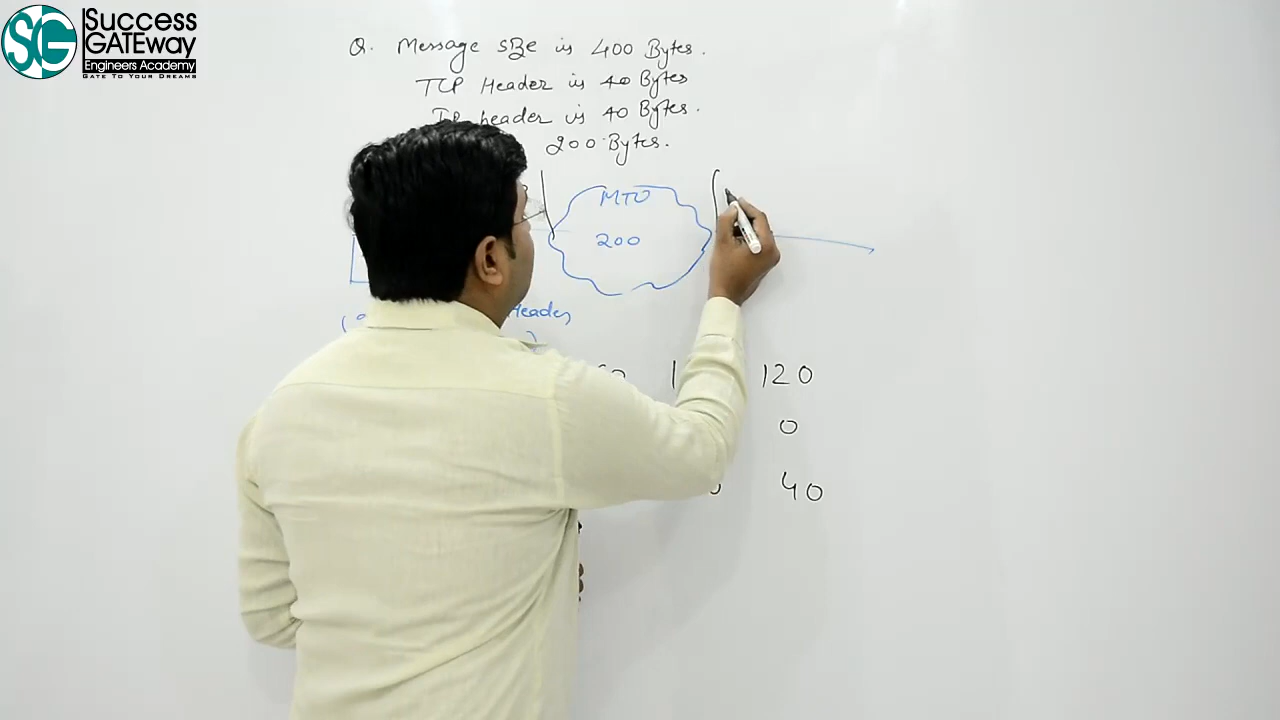 SG Success
GATEway
Engineers Academy
GATE TO YOUR DREAMS
Q. Message size is 400 Bytes.
TCP Header is 40 Bytes
IP header is 40 Bytes.
200 Bytes.
MTU
200
Header
120
0
40